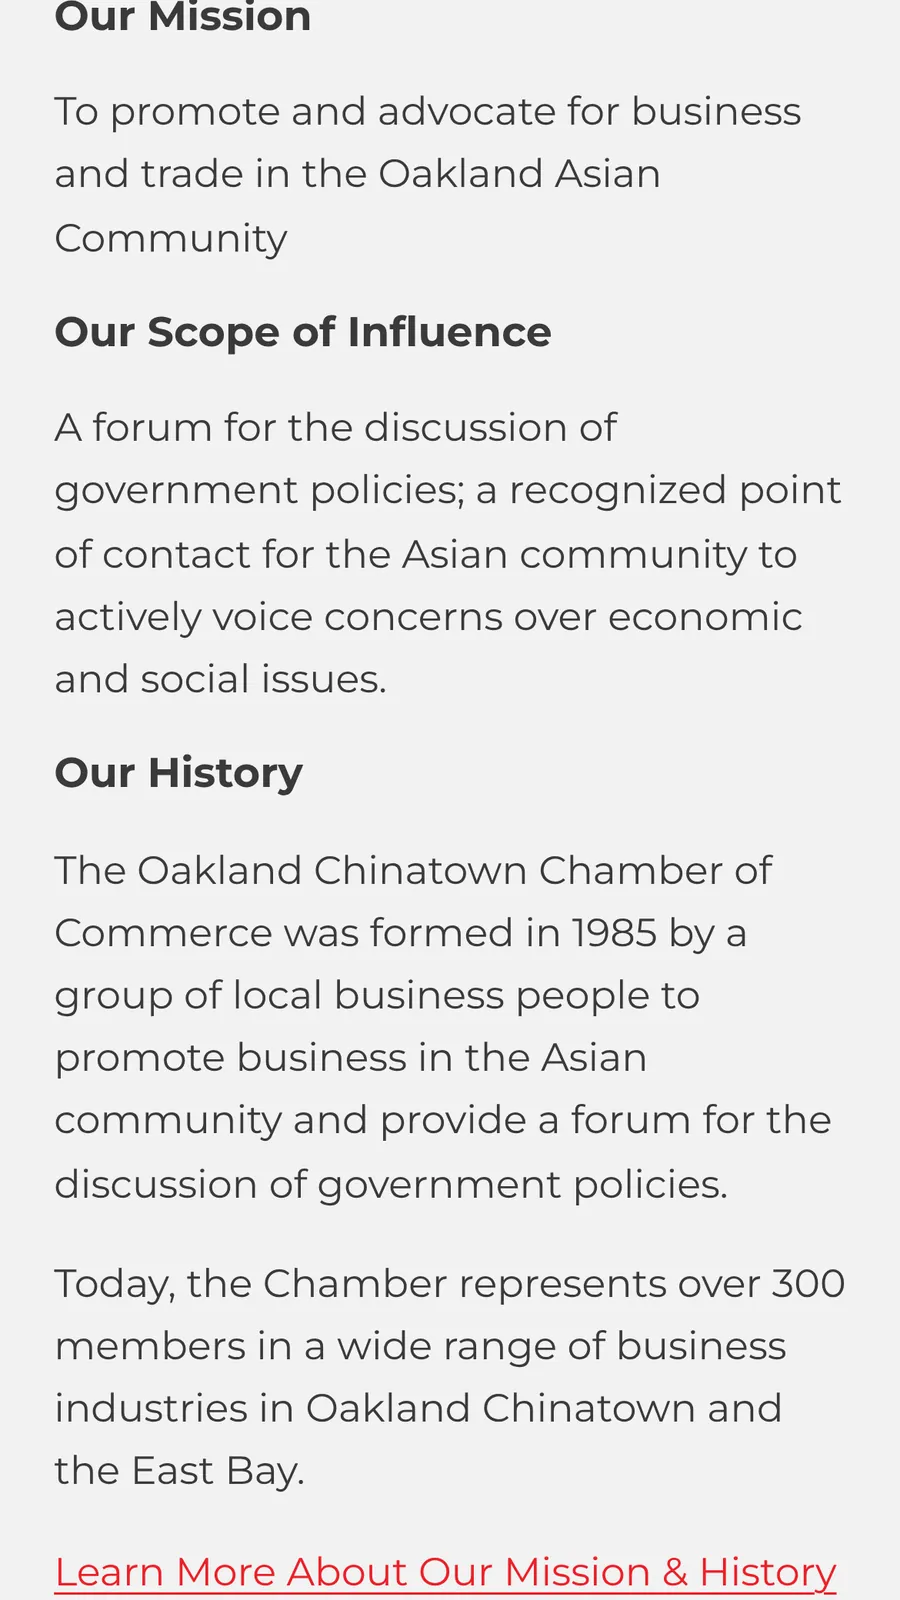 Our Mission
To promote and advocate for business
and trade in the Oakland Asian
Community
Our Scope of Influence
A forum for the discussion of
government policies; a recognized point
of contact for the Asian community to
actively voice concerns over economic
and social issues.
Our History
The Oakland Chinatown Chamber of
Commerce was formed in 1985 by a
group of local business people to
promote business in the Asian
community and provide a forum for the
discussion of government policies.
Today, the Chamber represents over 300
members in a wide range of business
industries in Oakland Chinatown and
the East Bay.
Learn More About Our Mission & History